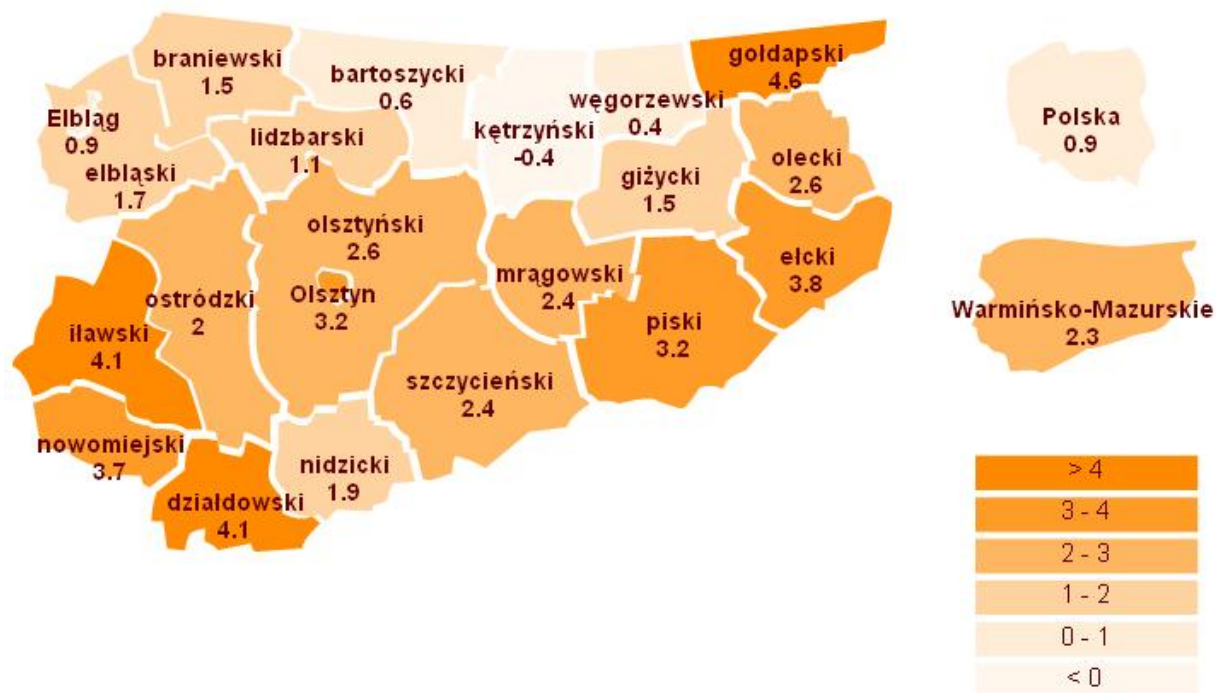 braniewski
1.5
bartoszycki
0.6
gołdapski
4.6
węgorzewski
0.4
kętrzyński
-0.4
Elbląg
0.9
lidzbarski
1.1
elbląski
1.7
giżycki
1.5
olecki
2.6
Polska
0.9
olsztyński
2.6
mrągowski
2.4
ełcki
3.8
ostródzki
2
Olsztyn
3.2
piski
3.2
iławski
4.1
szczycieński
2.4
nowomiejski
3.7
nidzicki
1.9
działdowski
4.1
Warmińsko-Mazurskie
2.3
> 4
3 - 4
2 - 3
1 - 2
0 - 1
< 0